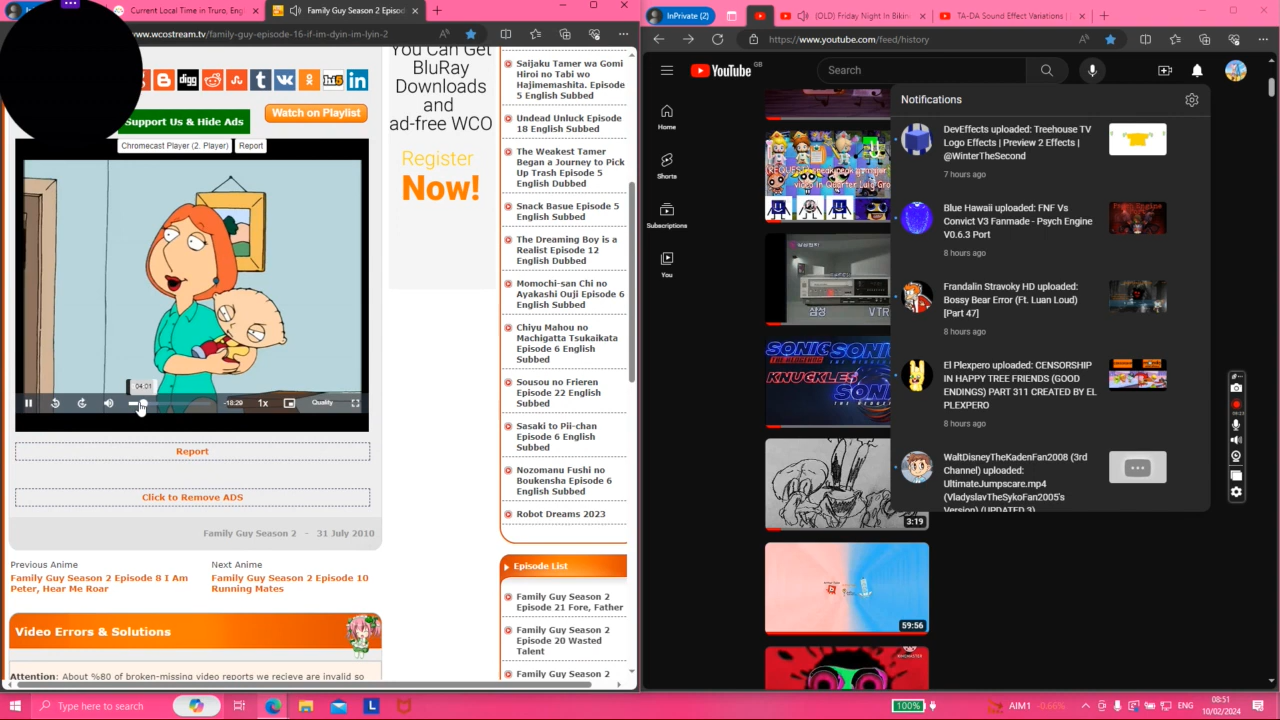 Current Local Time in Truro, Engl
Family Guy Season 2 Episode
www.wcostream.tv/family-guy-episode-16-if-im-dyin-im-lyin-2
digg
Support Us & Hide Ads
Watch on Playlist
Chromecast Player (2. Player)
Report
04:01
-18:29
1x
Quality
Report
Click to Remove ADS
Family Guy Season 2 - 31 July 2010
Previous Anime
Family Guy Season 2 Episode 8 I Am
Peter, Hear Me Roar
Next Anime
Family Guy Season 2 Episode 10
Running Mates
Video Errors & Solutions
Attention: About %80 of broken-missing video reports we recieve are invalid so
You Can Get
BluRay
Downloads
and
ad-free WCO
Register
Now!
Saijaku Tamer wa Gomi
Hiroi no Tabi wo
Hajimemashita. Episode
5 English Subbed
Undead Unluck Episode
18 English Subbed
The Weakest Tamer
Began a Journey to Pick
Up Trash Episode 5
English Dubbed
Snack Basue Episode 5
English Subbed
The Dreaming Boy is a
Realist Episode 12
English Dubbed
Momochi-san Chi no
Ayakashi Ouji Episode 6
English Subbed
Chiyu Mahou no
Machigatta Tsukaikata
Episode 6 English
Subbed
Sousou no Frieren
Episode 22 English
Subbed
Sasaki to Pii-chan
Episode 6 English
Subbed
Nozomanu Fushi no
Boukensha Episode 6
English Subbed
Robot Dreams 2023
Episode List
Family Guy Season 2
Episode 21 Fore, Father
Family Guy Season 2
Episode 20 Wasted
Talent
Family Guy Season 2
InPrivate (2)
(OLD) Friday Night In Bikin
TA-DA Sound Effect Variations |
https://www.youtube.com/feed/history
YouTube GB
Search
Home
Shorts
Subscriptions
You
삼성
VTR
SONIC
THE HEDGEHOG
SONI
KNUCKLES
SO
3:19
59:56
Notifications
DevEffects uploaded: Treehouse TV
Logo Effects | Preview 2 Effects |
@WinterTheSecond
7 hours ago
Blue Hawaii uploaded: FNF Vs
Convict V3 Fanmade - Psych Engine
V0.6.3 Port
8 hours ago
Frandalin Stravoky HD uploaded:
Bossy Bear Error (Ft. Luan Loud)
[Part 47]
8 hours ago
El Plexpero uploaded: CENSORSHIP
IN HAPPY TREE FRIENDS (GOOD
ENDINGS) PART 311 CREATED BY EL
PLEXPERO
8 hours ago
WaltDisneyTheKadenFan2008 (3rd
Channel) uploaded:
UltimateJumpscare.mp4
(VladyslavTheSykoFan2005's
Version) (UPDATED 3)
Type here to search
100%
AIM1 -0.66%
ENG
08:51
10/02/2024